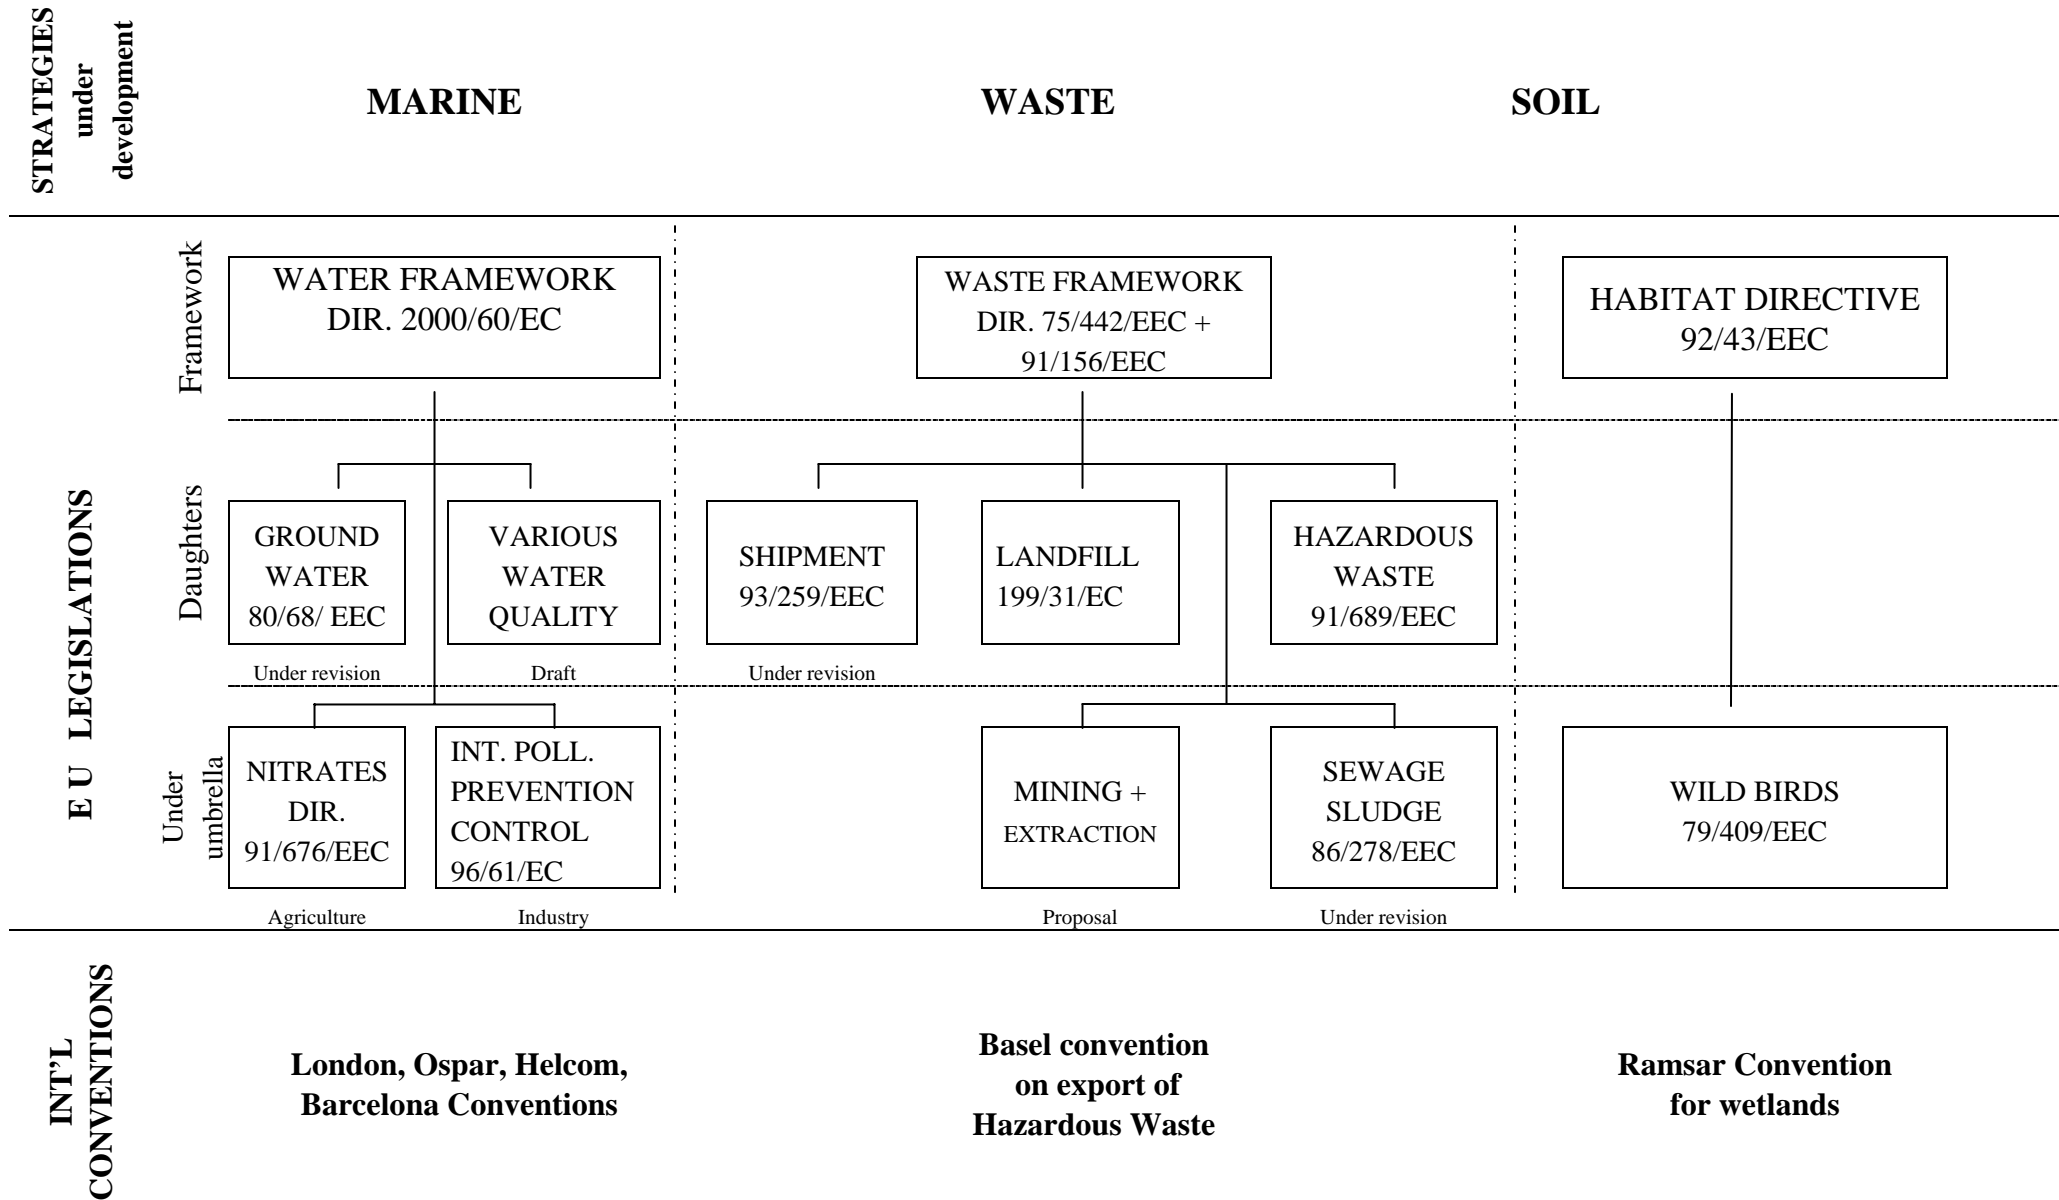 STRATEGIES
under
development
MARINE
WASTE
SOIL
EU LEGISLATIONS
Framework
WATER FRAMEWORK
DIR. 2000/60/EC
WASTE FRAMEWORK
DIR. 75/442/EEC +
91/156/EEC
HABITAT DIRECTIVE
92/43/EEC
Daughters
GROUND
WATER
80/68/ EEC
Under revision
VARIOUS
WATER
QUALITY
Draft
SHIPMENT
93/259/EEC
Under revision
LANDFILL
199/31/EC
HAZARDOUS
WASTE
91/689/EEC
Under
umbrella
NITRATES
DIR.
91/676/EEC
Agriculture
INT. POLL.
PREVENTION
CONTROL
96/61/EC
Industry
MINING +
EXTRACTION
Proposal
SEWAGE
SLUDGE
86/278/EEC
Under revision
WILD BIRDS
79/409/EEC
INT'L
CONVENTIONS
London, Ospar, Helcom,
Barcelona Conventions
Basel convention
on export of
Hazardous Waste
Ramsar Convention
for wetlands